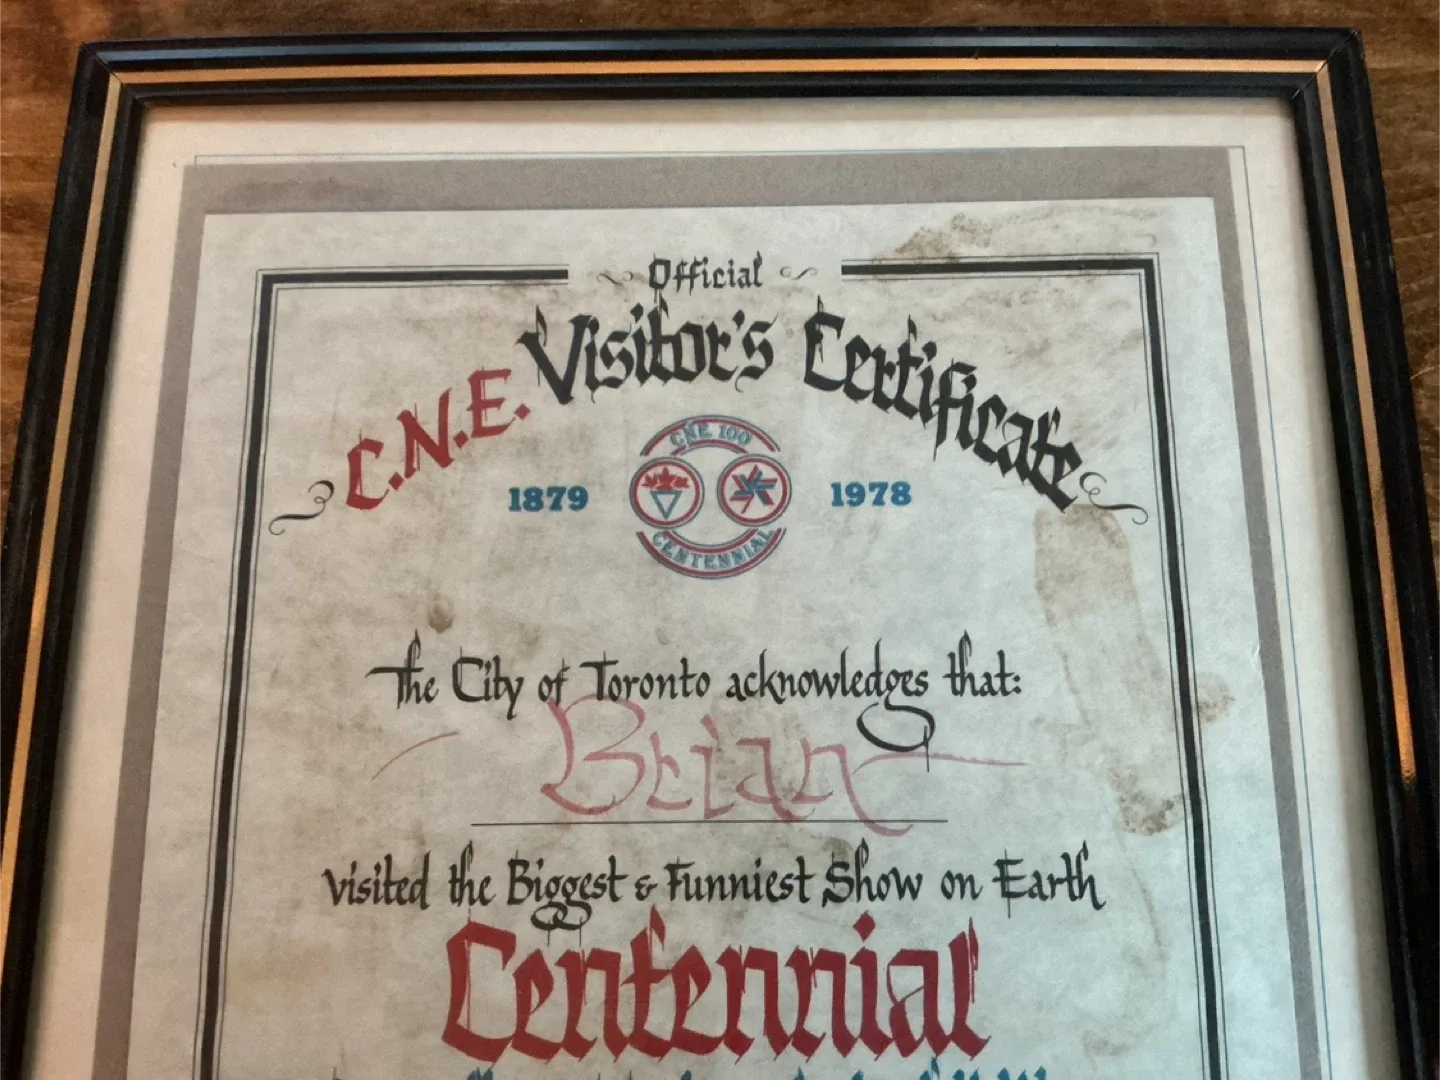 Official
C.N.E. Visitor's Certificate
CNE 100
1879 1978
CENTENNIAL
The City of Toronto acknowledges that:
Brian
visited the Biggest & Funniest Show on Earth
Centennial